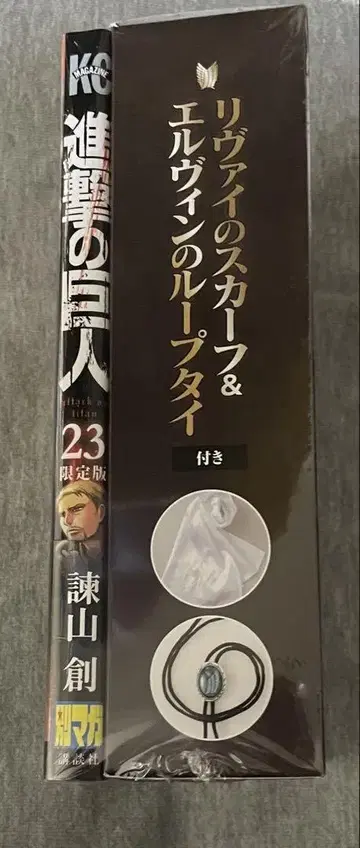 KC
MAGAZINE
進撃の巨人
attack on
titan
23
限定版
諫山創
別マガ
講談社
リヴァイのスカーフ&
エルヴィンのループタイ
付き